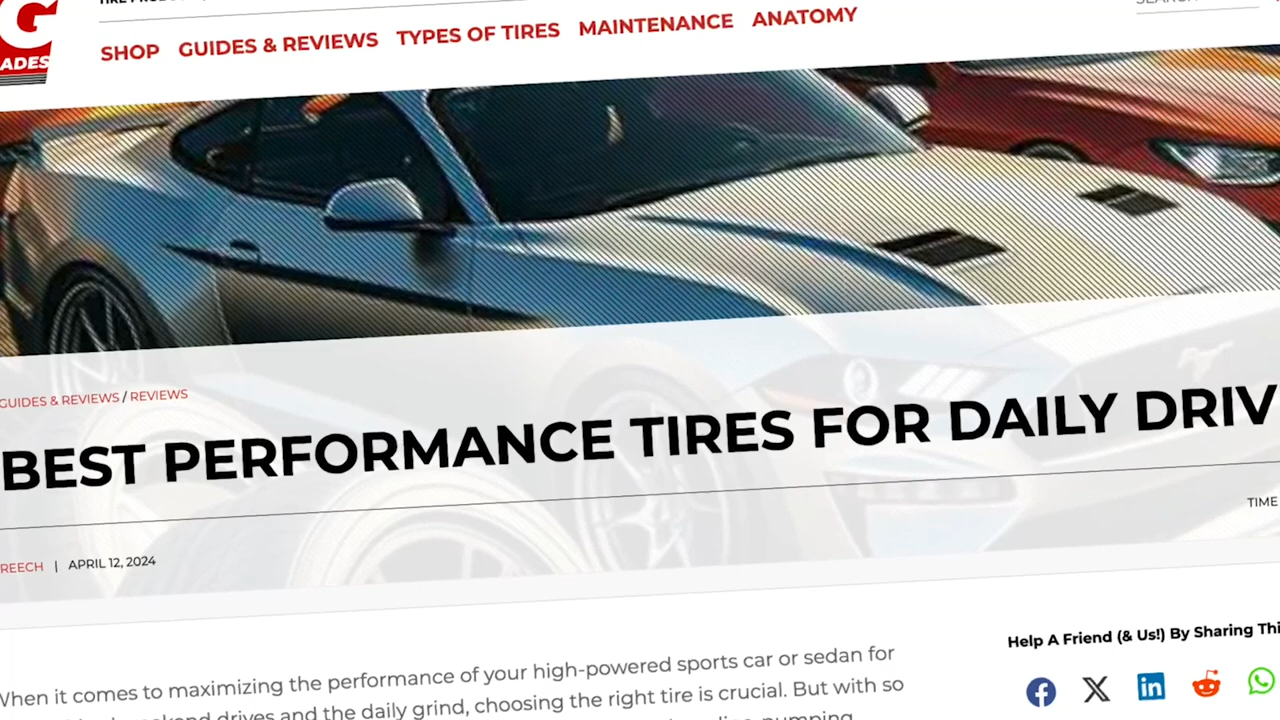 G
ADES
SHOP GUIDES & REVIEWS TYPES OF TIRES MAINTENANCE ANATOMY
GUIDES & REVIEWS / REVIEWS
BEST PERFORMANCE TIRES FOR DAILY DRIV
TIME
REECH | APRIL 12, 2024
When it comes to maximizing the performance of your high-powered sports car or sedan for
drives and the daily grind, choosing the right tire is crucial. But with so
Help A Friend (& Us!) By Sharing Thi